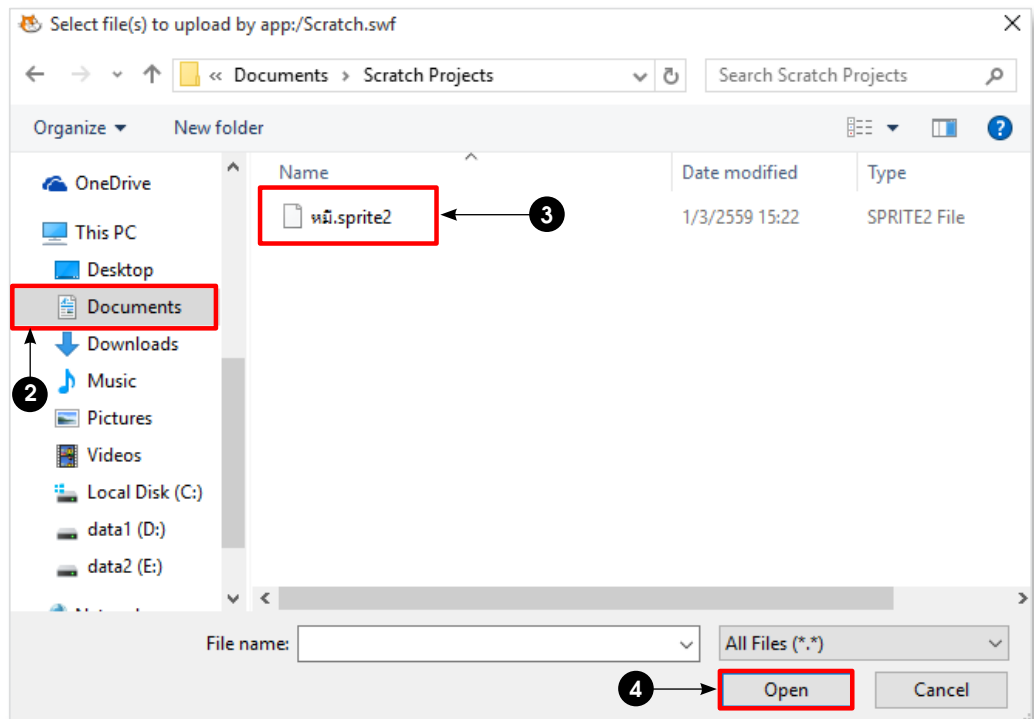 Select file(s) to upload by app:/Scratch.swf
« Documents > Scratch Projects
Search Scratch Projects
Organize
New folder
Name
Date modified
Type
OneDrive
This PC
Desktop
Documents
Downloads
Music
Pictures
Videos
Local Disk (C:)
data1 (D:)
data2 (E:)
หมี.sprite2
1/3/2559 15:22
SPRITE2 File
2
3
File name:
All Files (*.*)
4
Open
Cancel